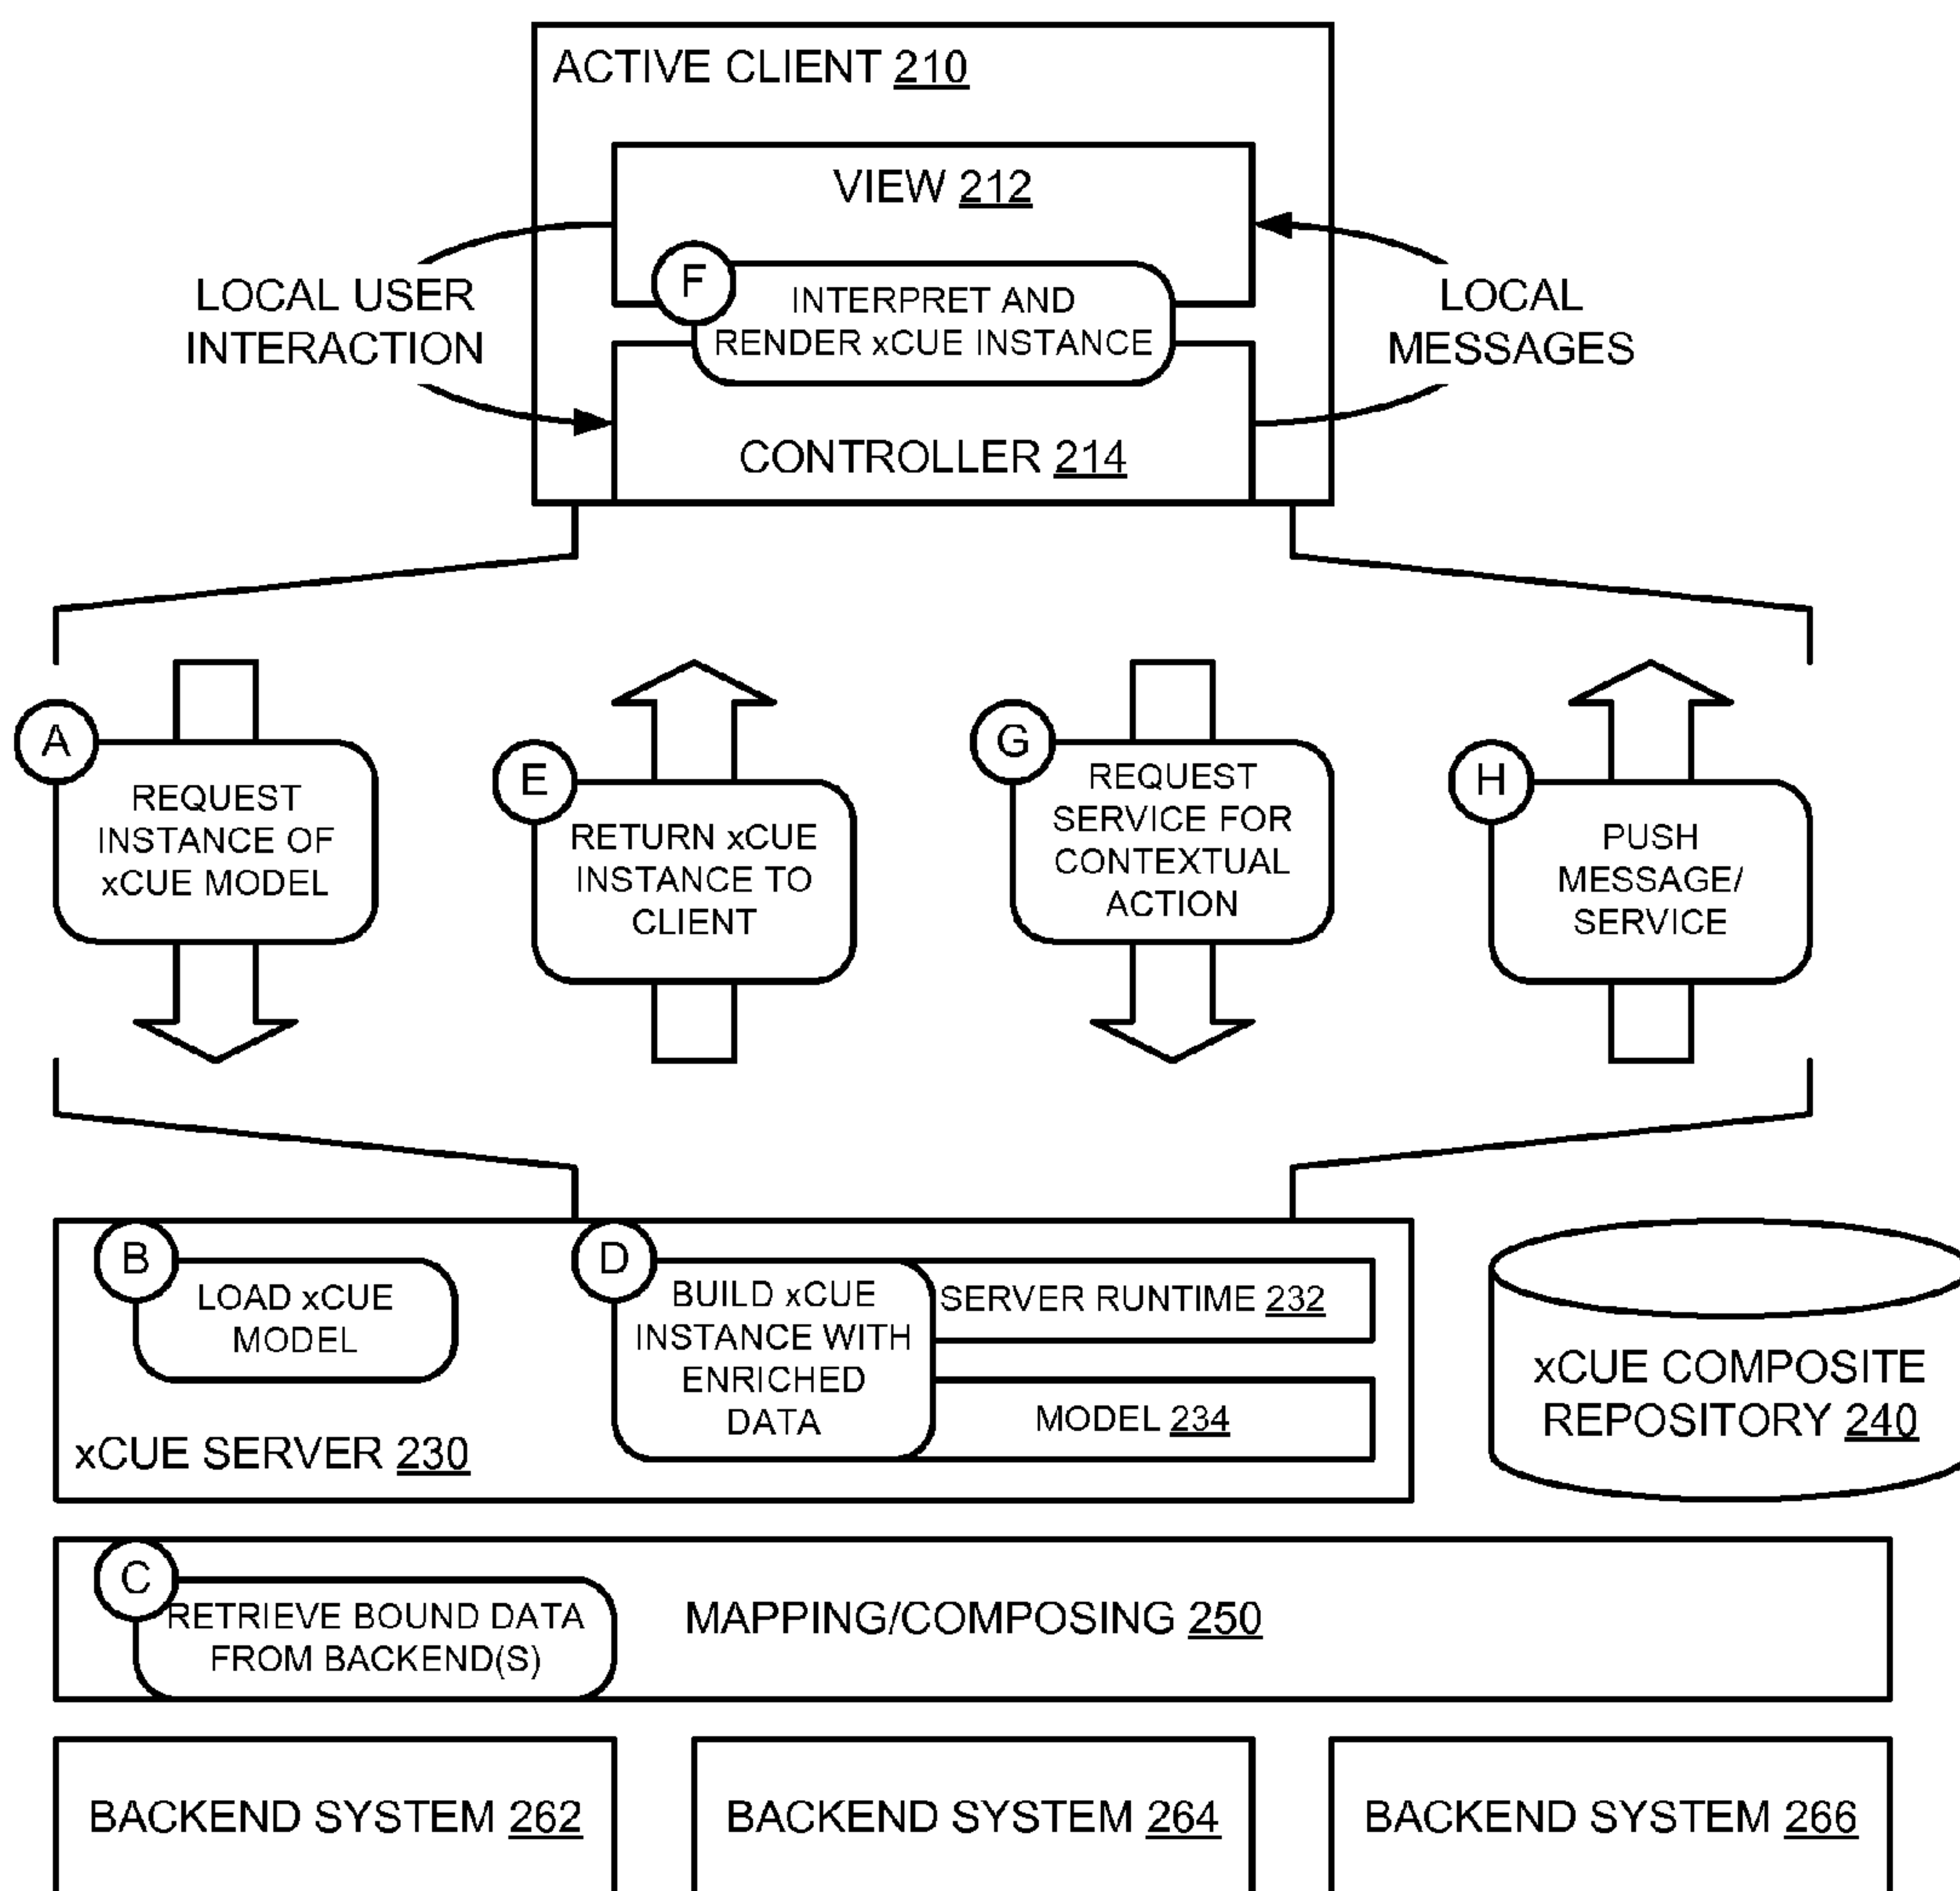 ACTIVE CLIENT 210
VIEW 212
F
INTERPRET AND
RENDER xCUE INSTANCE
LOCAL USER
INTERACTION
LOCAL
MESSAGES
CONTROLLER 214
A
REQUEST
INSTANCE OF
xCUE MODEL
E
RETURN xCUE
INSTANCE TO
CLIENT
G
REQUEST
SERVICE FOR
CONTEXTUAL
ACTION
H
PUSH
MESSAGE/
SERVICE
B
LOAD xCUE
MODEL
xCUE SERVER 230
D
BUILD xCUE
INSTANCE WITH
ENRICHED
DATA
SERVER RUNTIME 232
MODEL 234
xCUE COMPOSITE
REPOSITORY 240
C
RETRIEVE BOUND DATA
FROM BACKEND(S)
MAPPING/COMPOSING 250
BACKEND SYSTEM 262
BACKEND SYSTEM 264
BACKEND SYSTEM 266